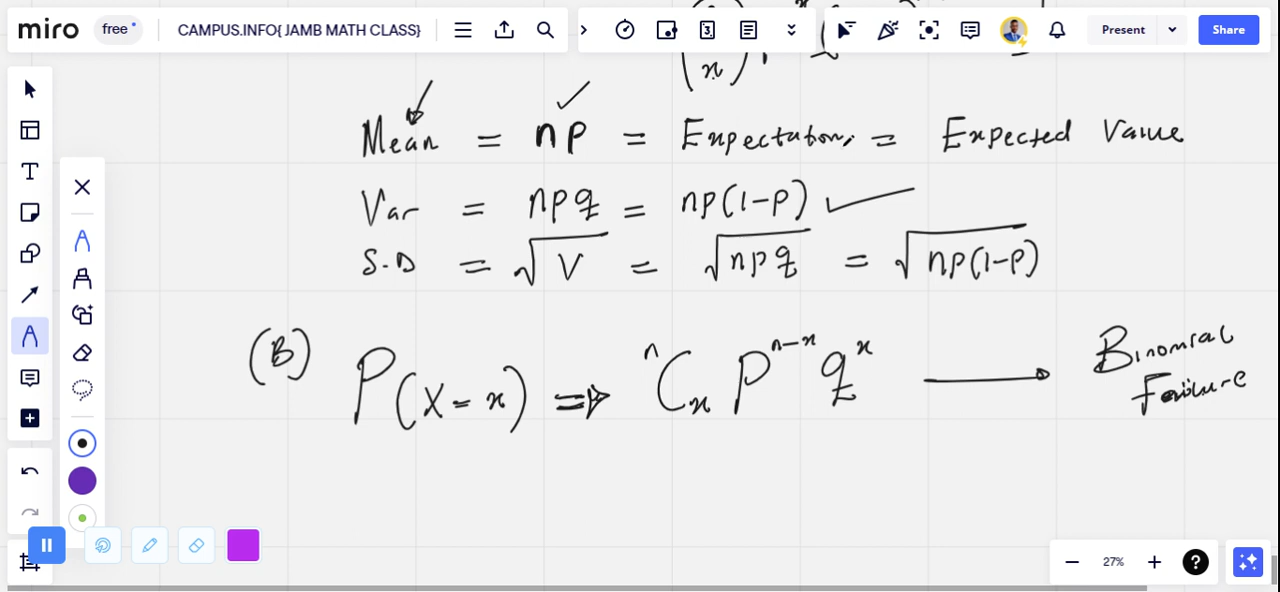 miro free CAMPUS.INFO{ JAMB MATH CLASS} Present Share
(n x)
Mean = np = Expectation, = Expected Value
Var = npq = np(1-p)
S.D = √V = √npq = √np(1-p)
(B) P(X = x) ⇒ ⁿCₓ pⁿ⁻ˣ qˣ → Binomial
Failure
27%